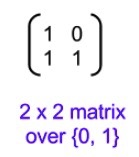 1 0
1 1
2 x 2 matrix
over {0, 1}